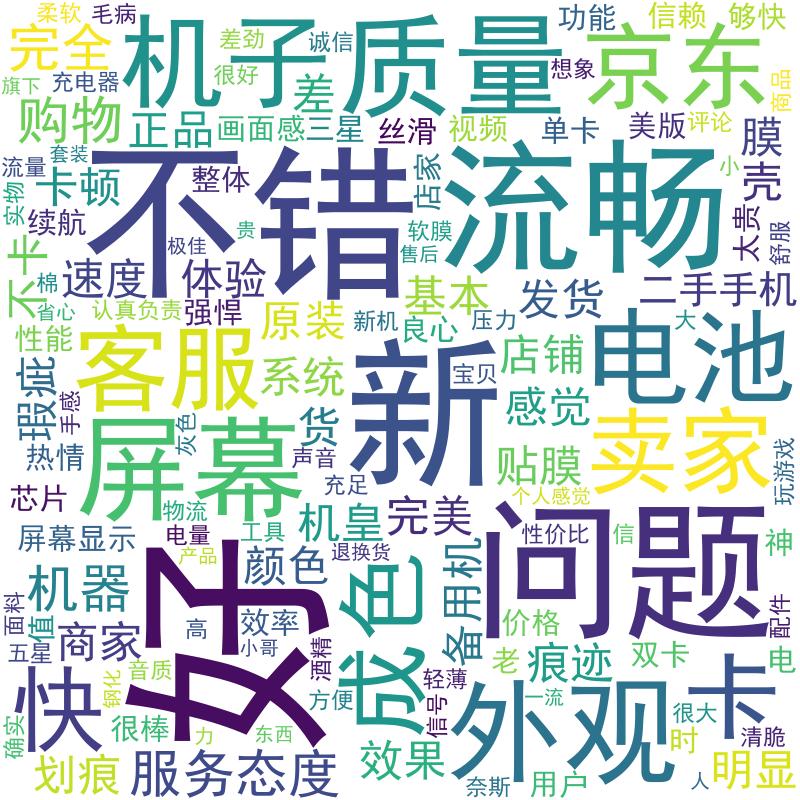 柔软
毛病
完全
差劲
诚信
机子
质量
功能
信赖
够快
京东
想象
商品
旗下
充电器
很好
差
购物
正品
画面感
三星
丝滑
视频
单卡
美版
评论
膜
流量
套装
卡顿
不错
整体
店家
流畅
小
壳
实物
续航
极佳
贵
软膜
售后
太贵
舒服
不卡
棉
速度
体验
基本
发货
二手手机
省心
认真负责
强悍
原装
新机
良心
压力
大
性能
客服
系统
新
宝贝
店铺
电池
瑕疵
手感
灰色
货
感觉
卖家
热情
屏幕
声音
贴膜
玩游戏
芯片
物流
充足
个人感觉
屏幕显示
电量
工具
机皇
完美
性价比
信
神
产品
退换货
问题
机器
好
颜色
成色
备用机
面料
值
高
效率
价格
配件
五星
商家
小哥
酒精
老
痕迹
双卡
电
快
音质
轻薄
外观
卡
钢化
方便
信号
一流
很大
确实
很棒
力
东西
效果
时
清脆
划痕
服务态度
奈斯
用户
人
明显